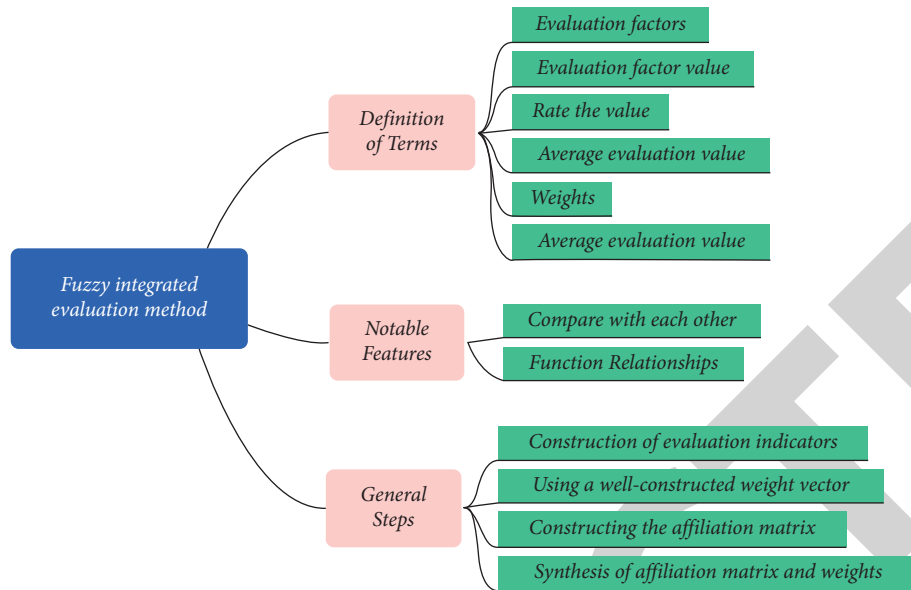 Fuzzy integrated
evaluation method
Definition
of Terms
Evaluation factors
Evaluation factor value
Rate the value
Average evaluation value
Weights
Average evaluation value
Notable
Features
Compare with each other
Function Relationships
General
Steps
Construction of evaluation indicators
Using a well-constructed weight vector
Constructing the affiliation matrix
Synthesis of affiliation matrix and weights